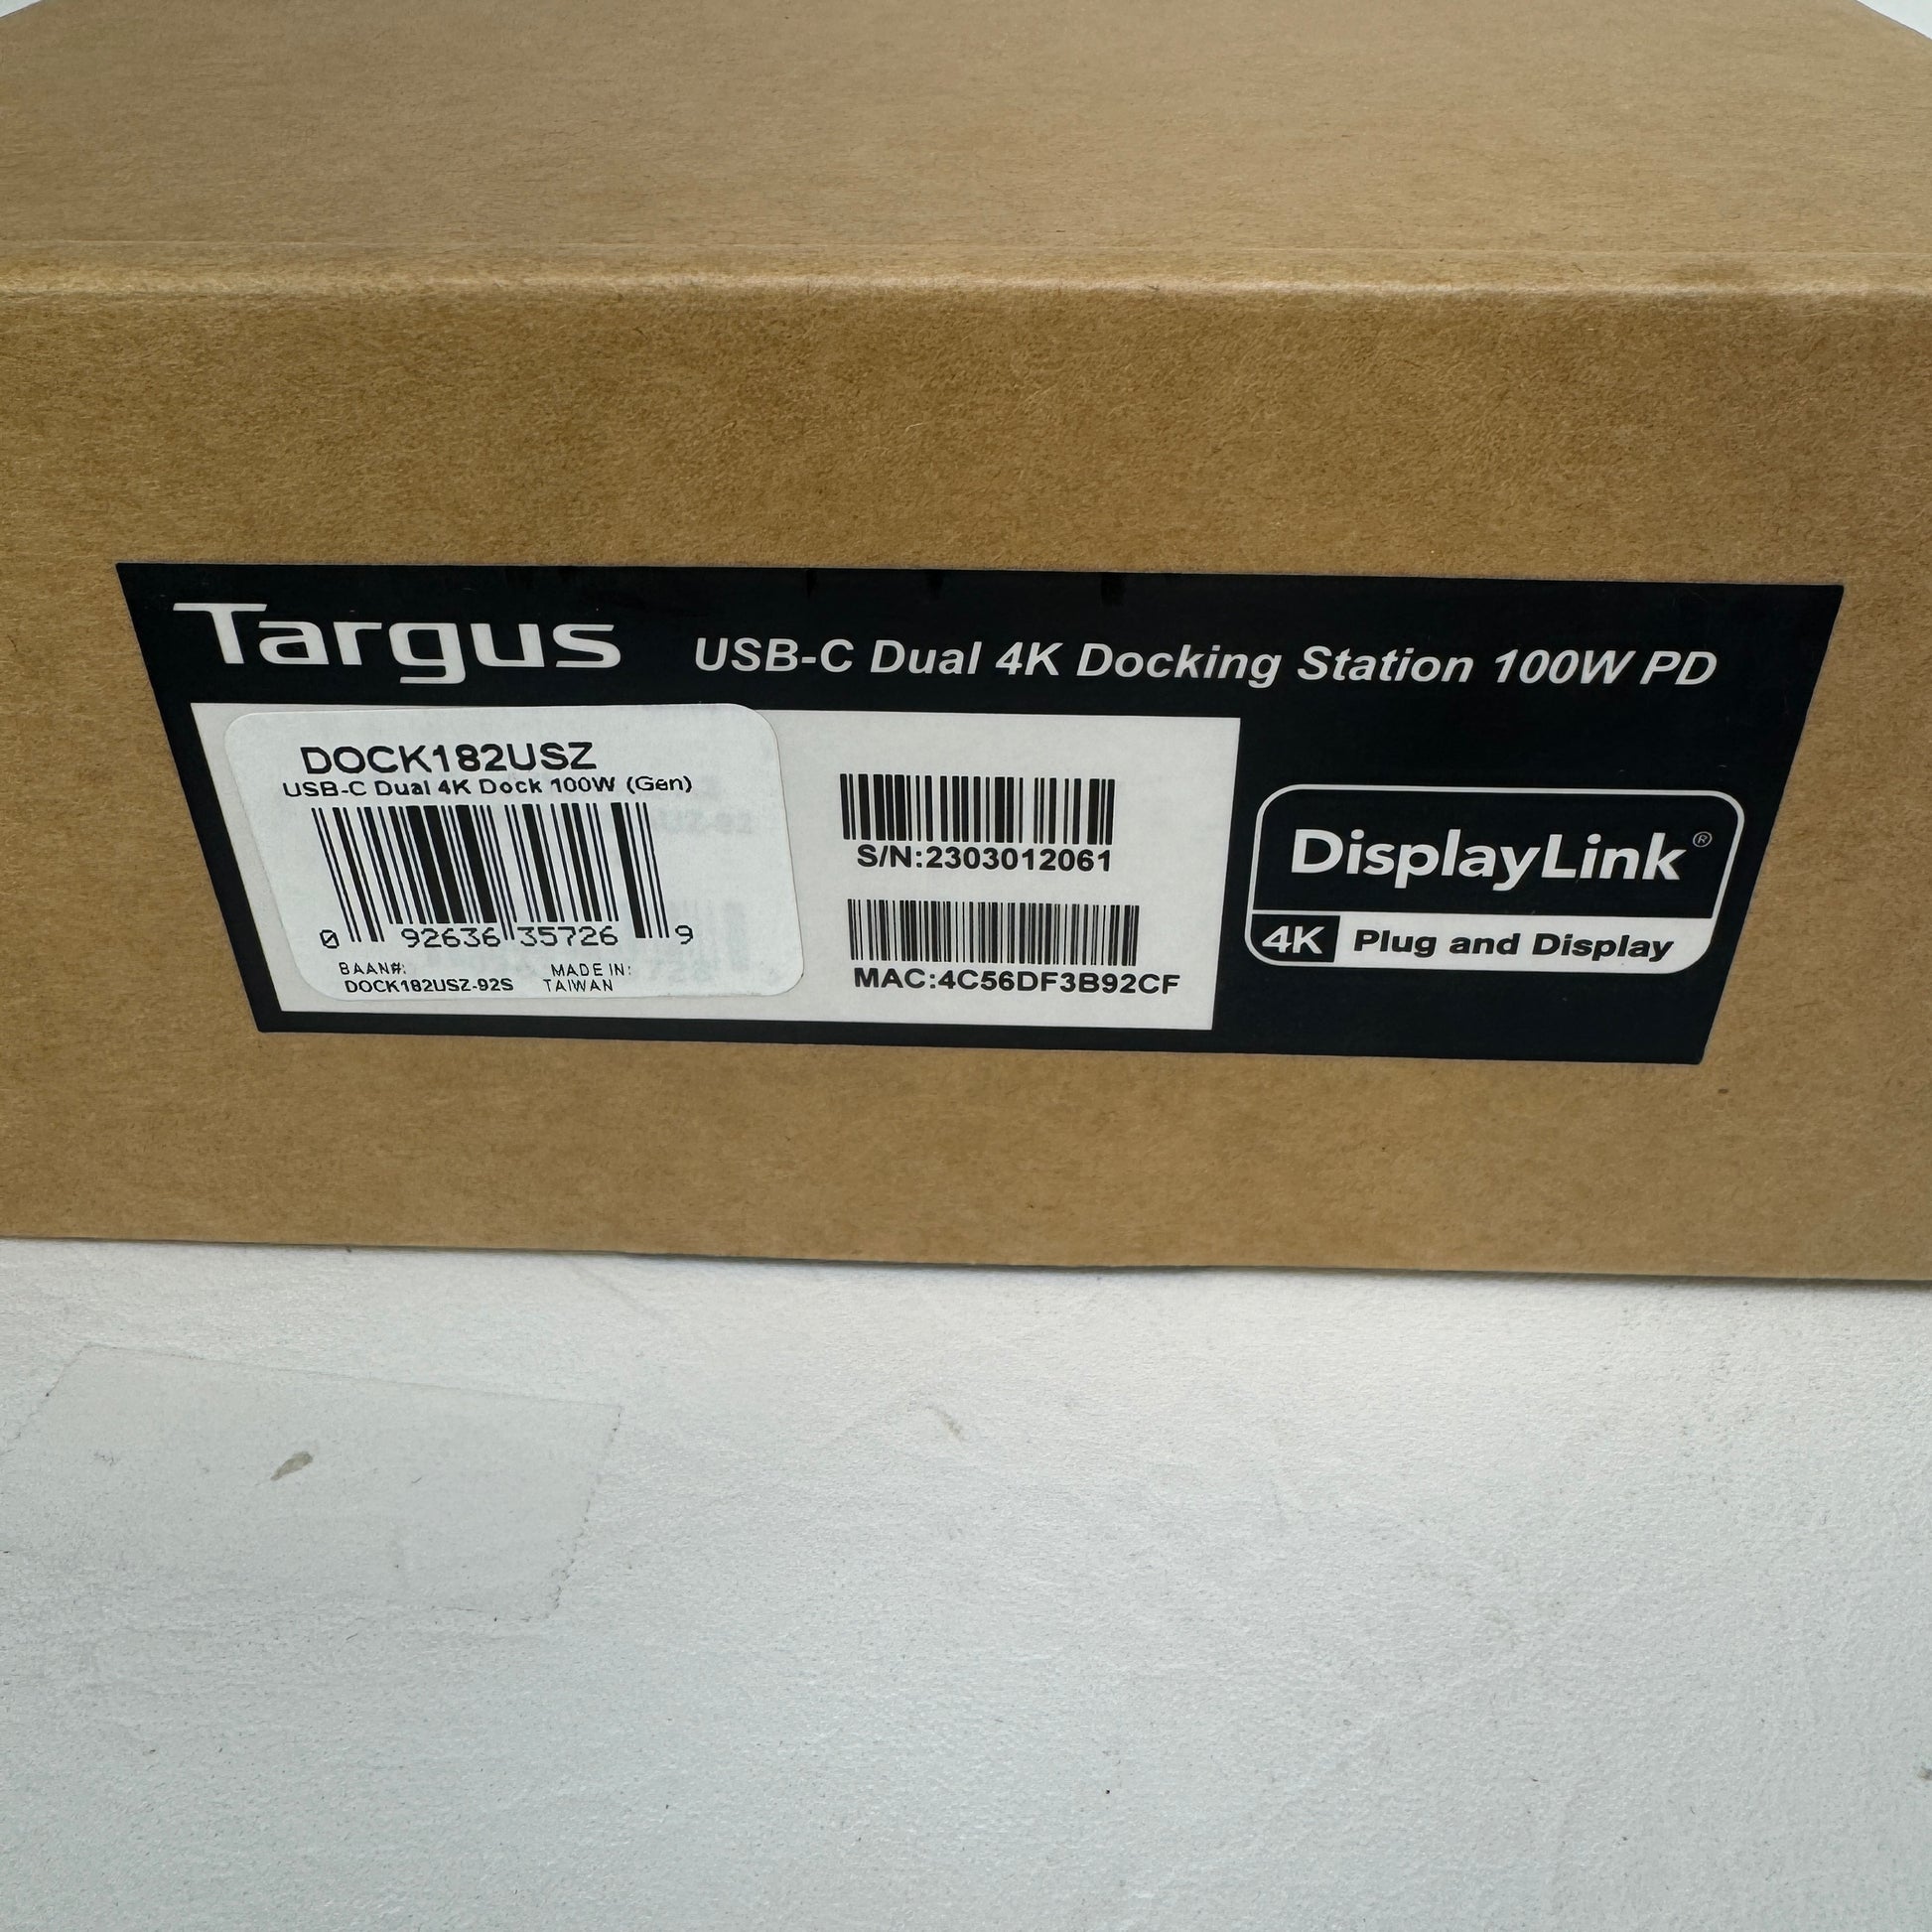 Targus
USB-C Dual 4K Docking Station 100W PD
DOCK182USZ
USB-C Dual 4K Dock 100W (Gen)
0 92636 35726 9
BAAN#:
DOCK182USZ-92S
MADE IN:
TAIWAN
S/N:2303012061
MAC:4C56DF3B92CF
DisplayLink®
4K Plug and Display